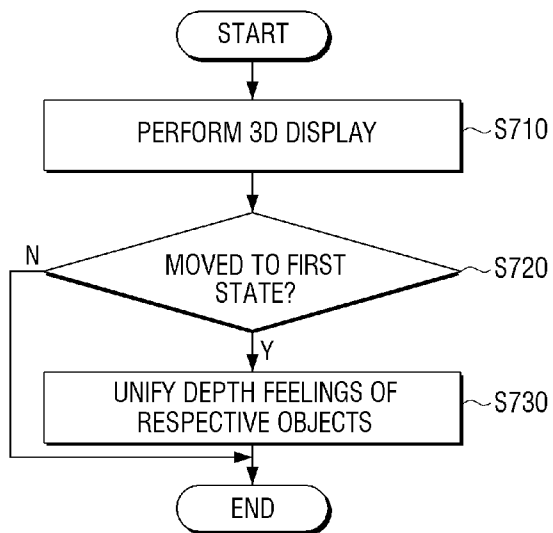 START
PERFORM 3D DISPLAY
S710
N
MOVED TO FIRST
STATE?
S720
Y
UNIFY DEPTH FEELINGS OF
RESPECTIVE OBJECTS
S730
END